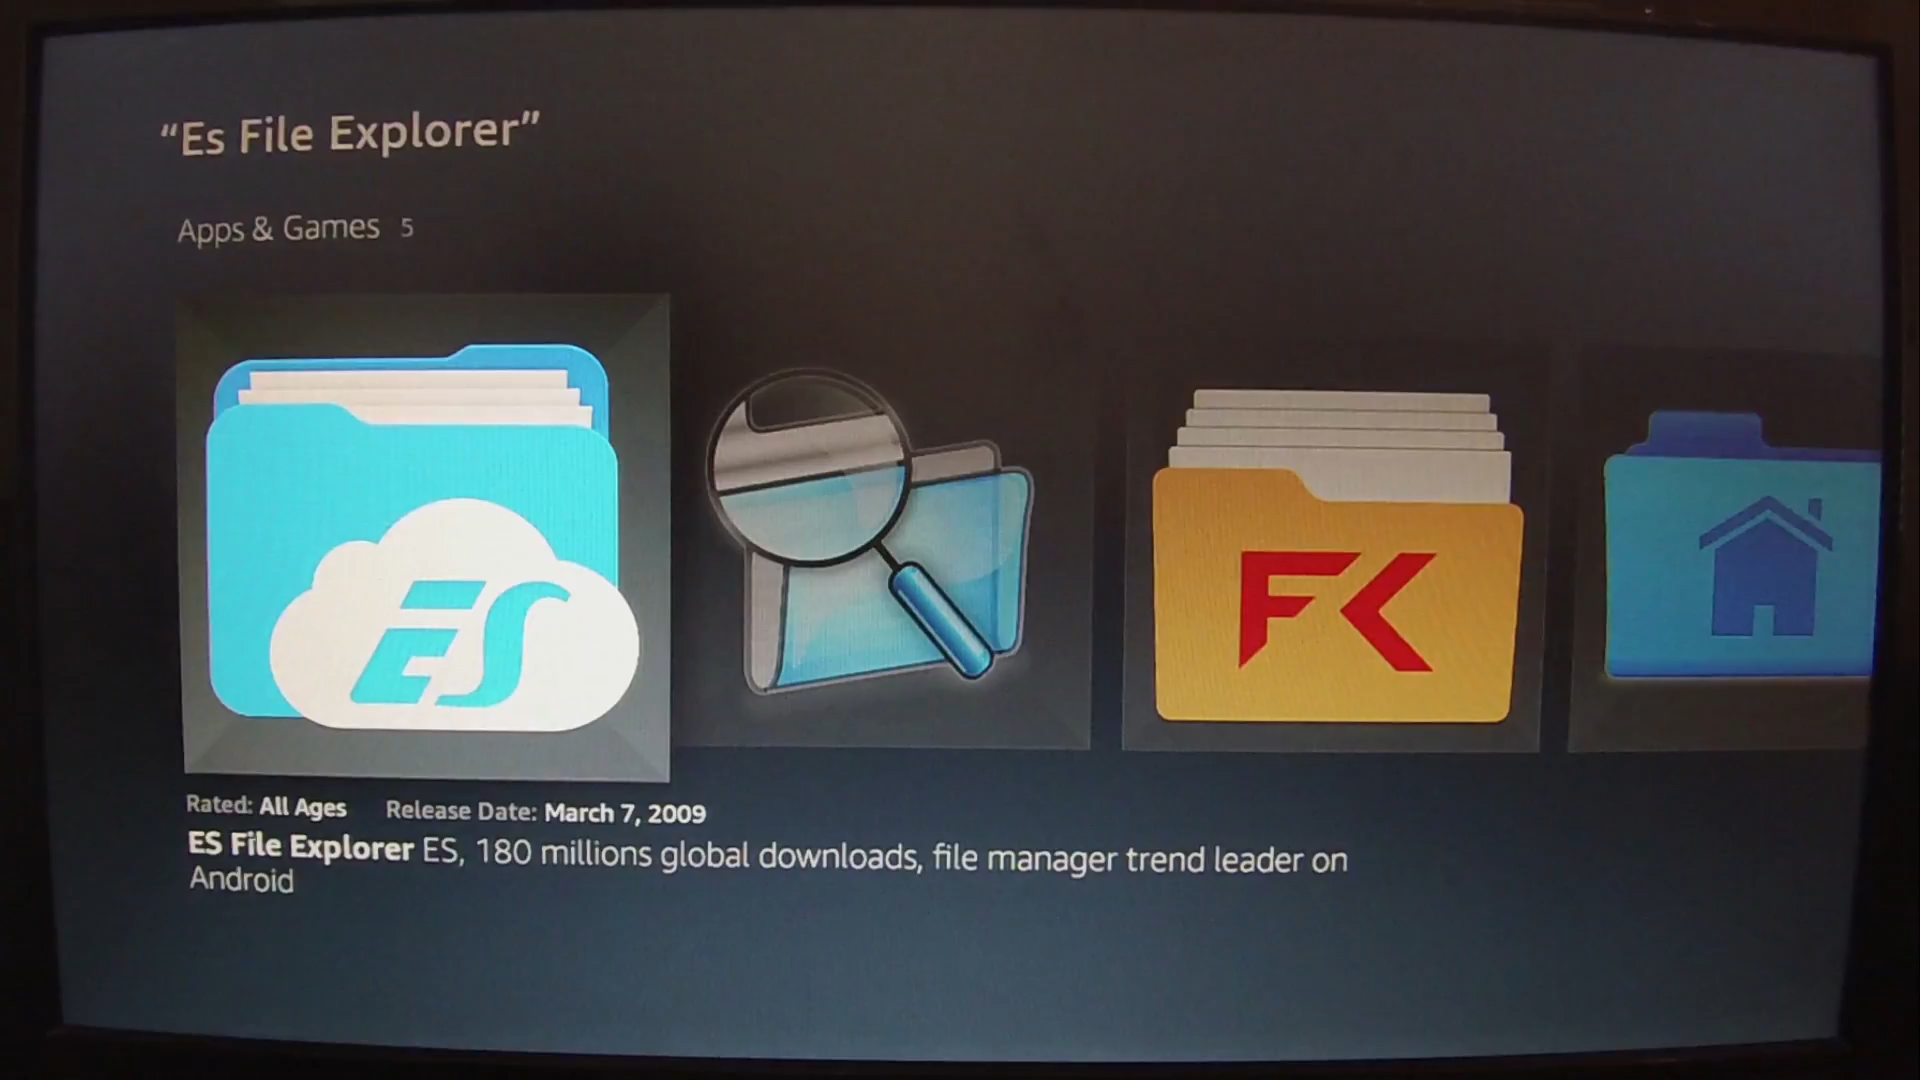 “Es File Explorer”
Apps & Games 5
ES
FK
Rated: All Ages Release Date: March 7, 2009
ES File Explorer ES, 180 millions global downloads, file manager trend leader on
Android